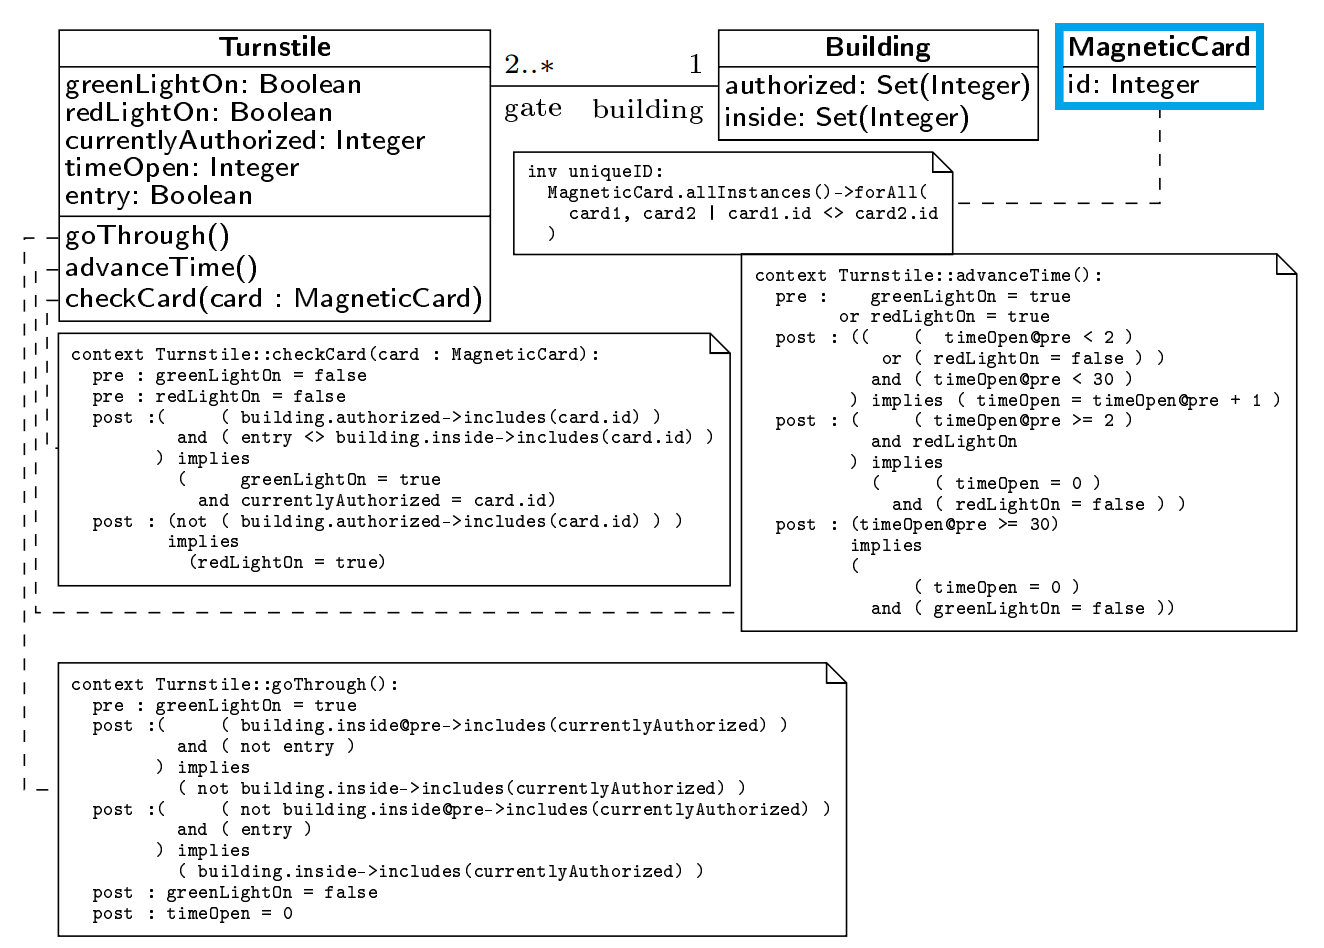 Turnstile
greenLightOn: Boolean
redLightOn: Boolean
currentlyAuthorized: Integer
timeOpen: Integer
entry: Boolean
goThrough()
advanceTime()
checkCard(card : MagneticCard)
2..∗
1
gate
building
Building
authorized: Set(Integer)
inside: Set(Integer)
MagneticCard
id: Integer
inv uniqueID:
MagneticCard.allInstances()->forAll(
card1, card2 | card1.id <> card2.id
)
context Turnstile::advanceTime():
pre : greenLightOn = true
or redLightOn = true
post : (( ( timeOpen@pre < 2 )
or ( redLightOn = false ) )
and ( timeOpen@pre < 30 )
) implies ( timeOpen = timeOpen@pre + 1 )
post : ( ( timeOpen@pre >= 2 )
and redLightOn
) implies
( ( timeOpen = 0 )
and ( redLightOn = false ) )
post : (timeOpen@pre >= 30)
implies
(
( timeOpen = 0 )
and ( greenLightOn = false ))
context Turnstile::checkCard(card : MagneticCard):
pre : greenLightOn = false
pre : redLightOn = false
post :( ( building.authorized->includes(card.id) )
and ( entry <> building.inside->includes(card.id) )
) implies
( greenLightOn = true
and currentlyAuthorized = card.id)
post : (not ( building.authorized->includes(card.id) ) )
implies
(redLightOn = true)
context Turnstile::goThrough():
pre : greenLightOn = true
post :( ( building.inside@pre->includes(currentlyAuthorized) )
and ( not entry )
) implies
( not building.inside->includes(currentlyAuthorized) )
post :( ( not building.inside@pre->includes(currentlyAuthorized) )
and ( entry )
) implies
( building.inside->includes(currentlyAuthorized) )
post : greenLightOn = false
post : timeOpen = 0